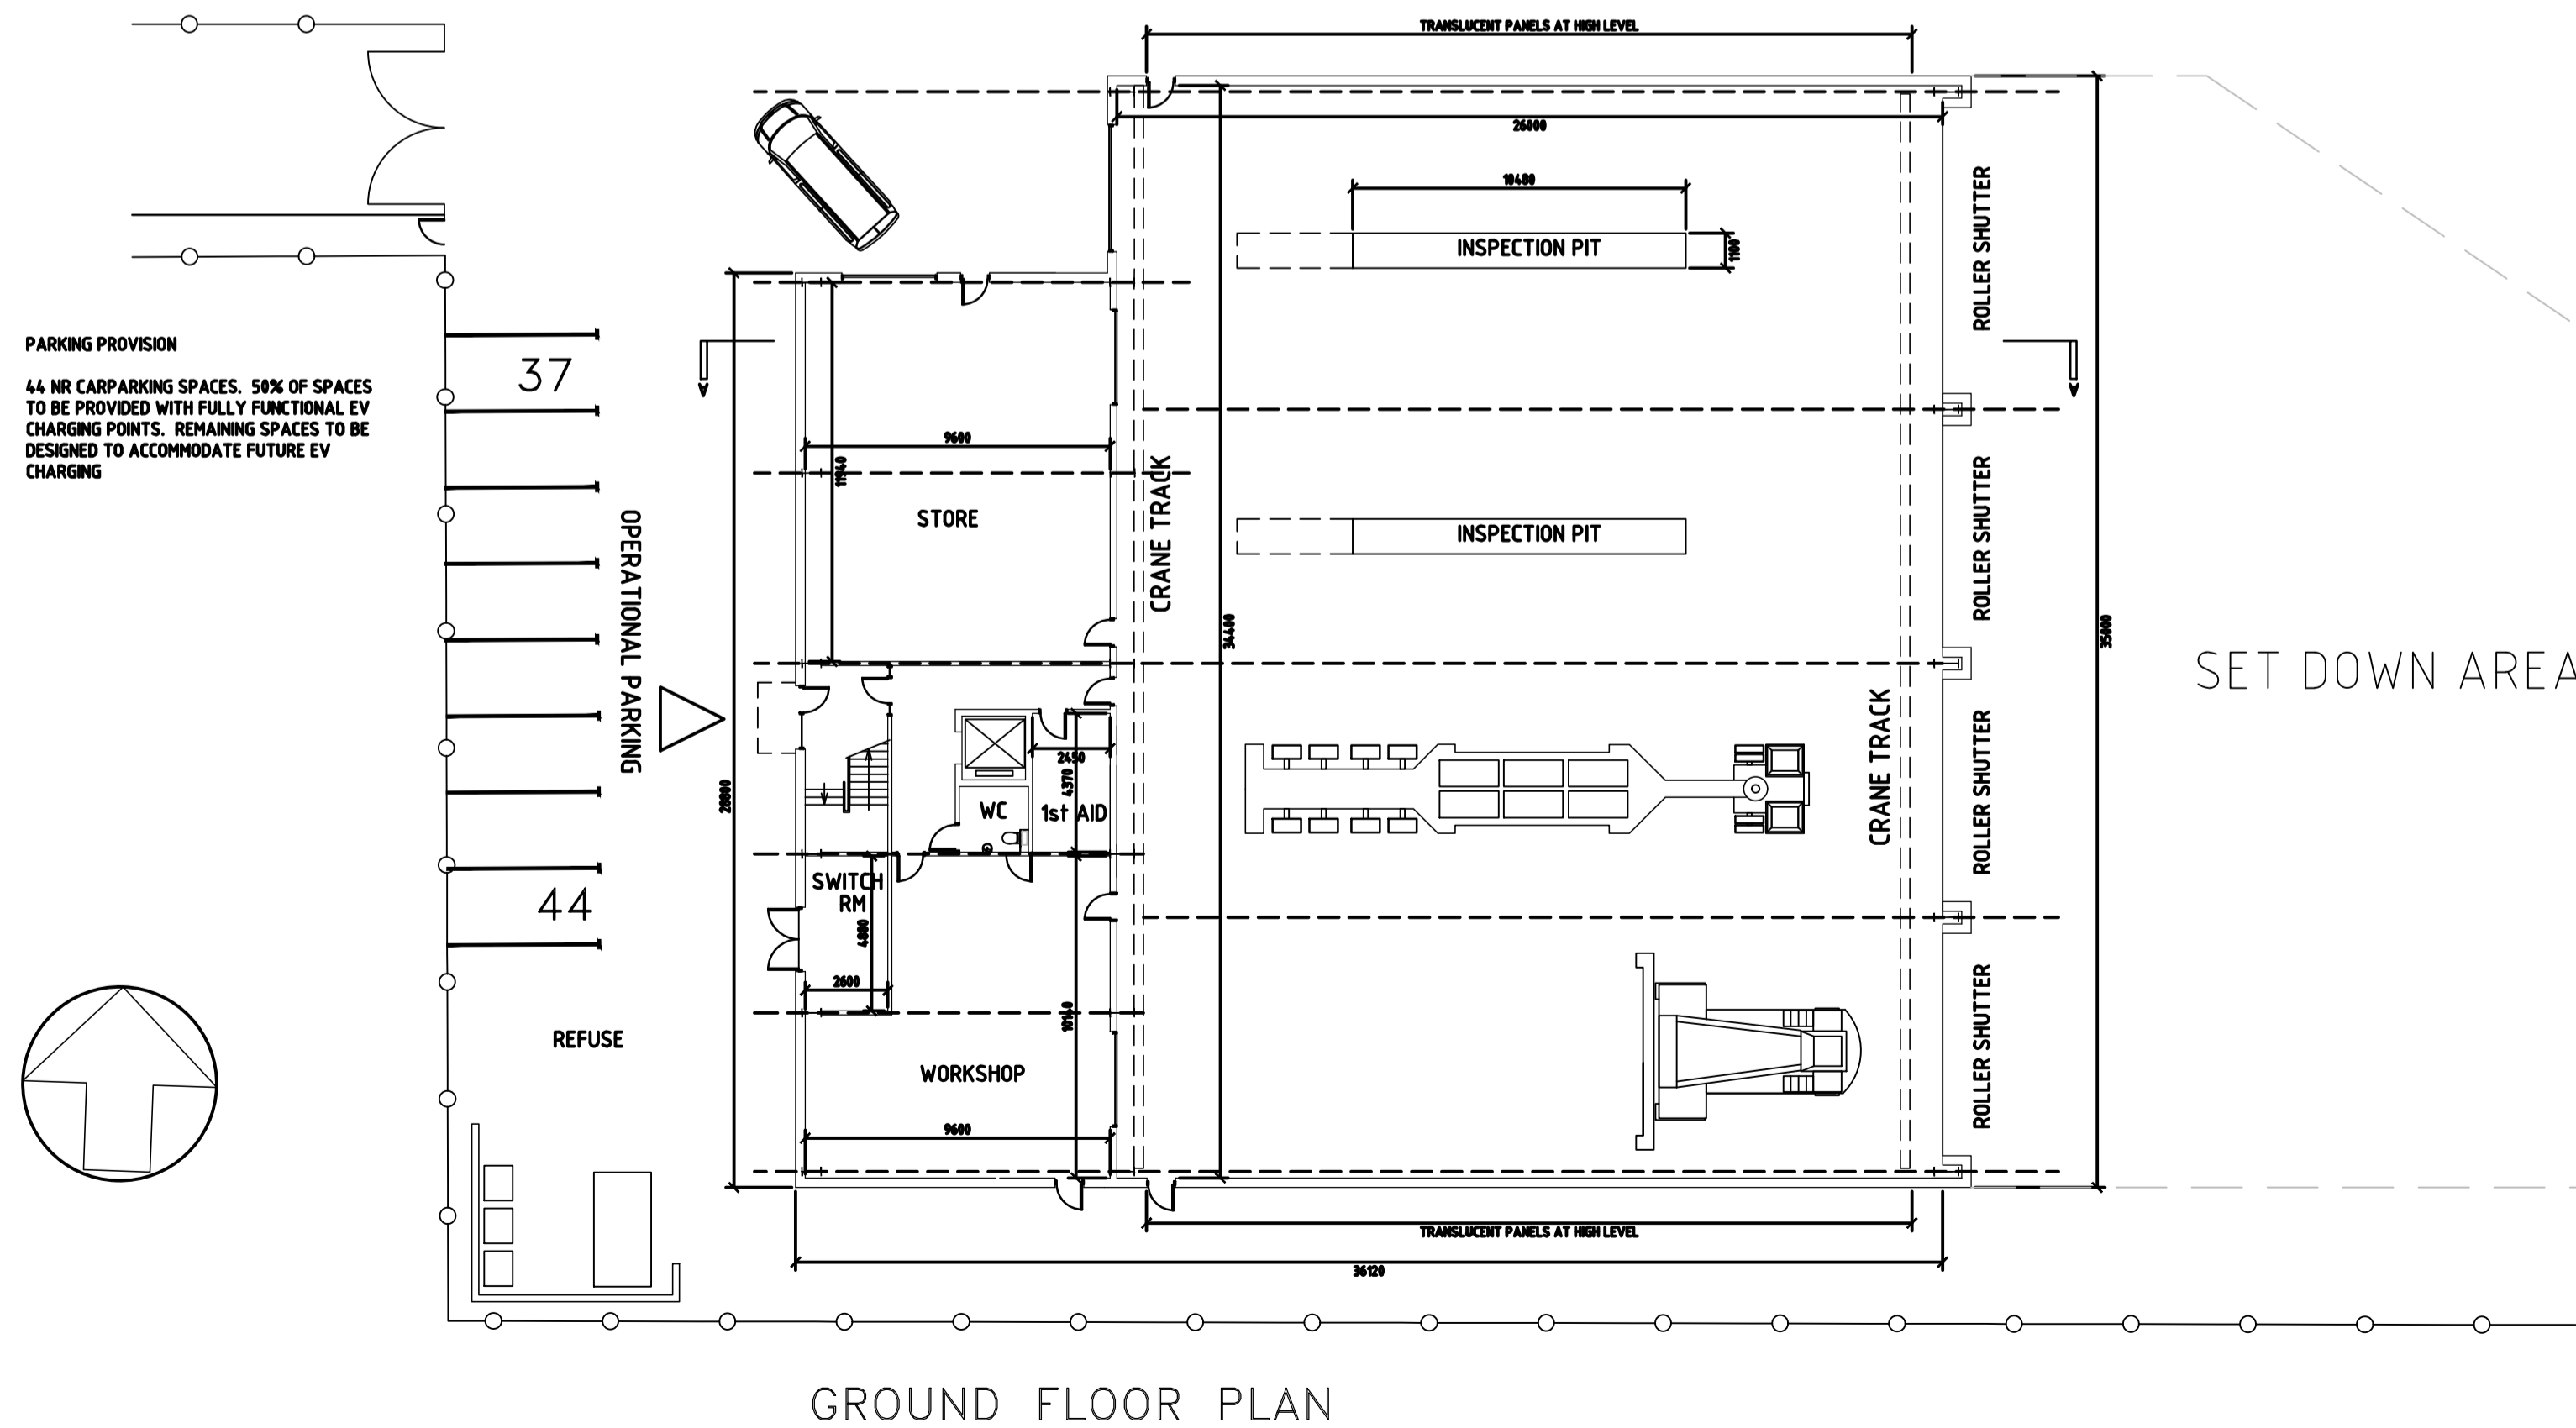 TRANSLUCENT PANELS AT HIGH LEVEL
26000
10480
INSPECTION PIT
1100
ROLLER SHUTTER
PARKING PROVISION
44 NR CARPARKING SPACES. 50% OF SPACES
TO BE PROVIDED WITH FULLY FUNCTIONAL EV
CHARGING POINTS. REMAINING SPACES TO BE
DESIGNED TO ACCOMMODATE FUTURE EV
CHARGING
37
A
A
9600
11940
STORE
CRANE TRACK
INSPECTION PIT
ROLLER SHUTTER
OPERATIONAL PARKING
34400
35000
SET DOWN AREA
28800
2450
4370
WC
1st AID
CRANE TRACK
ROLLER SHUTTER
SWITCH
RM
44
4880
2600
10140
REFUSE
WORKSHOP
ROLLER SHUTTER
9600
TRANSLUCENT PANELS AT HIGH LEVEL
36120
GROUND FLOOR PLAN